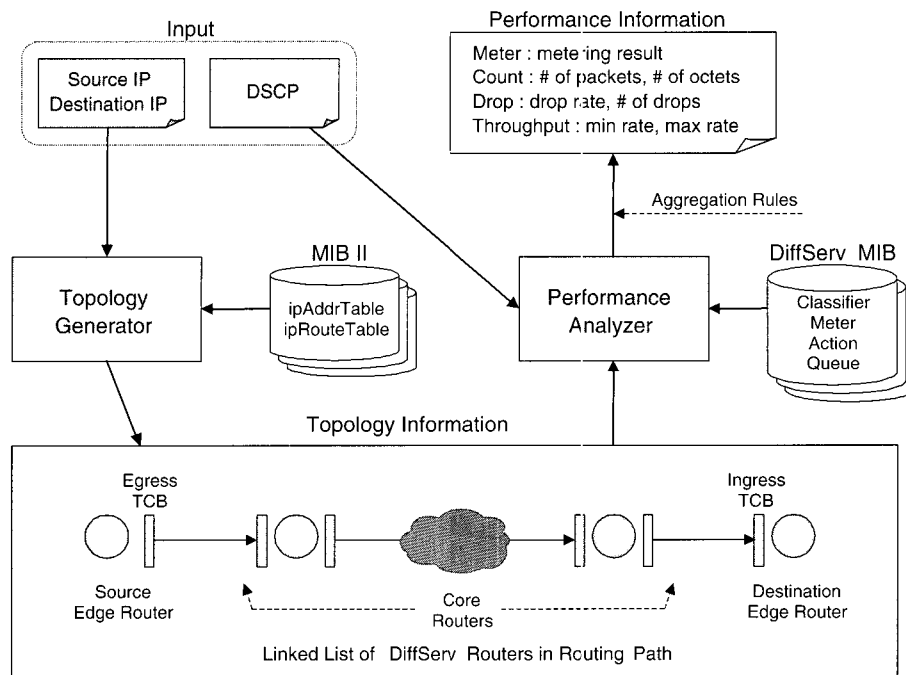 Input
Source IP
Destination IP
DSCP
Performance Information
Meter : metering result
Count : # of packets, # of octets
Drop : drop rate, # of drops
Throughput : min rate, max rate
Aggregation Rules
Topology
Generator
MIB II
ipAddrTable
ipRouteTable
Performance
Analyzer
DiffServ MIB
Classifier
Meter
Action
Queue
Topology Information
Egress
TCB
Ingress
TCB
Source
Edge Router
Core
Routers
Destination
Edge Router
Linked List of DiffServ Routers in Routing Path